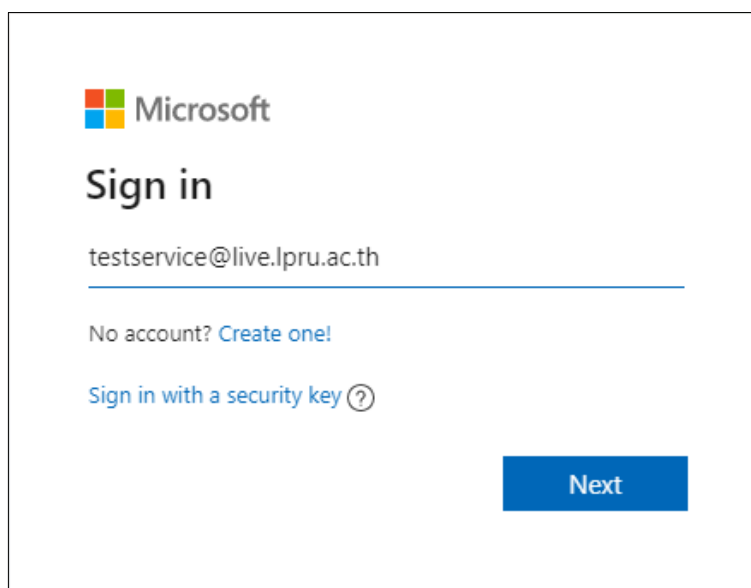 Microsoft
Sign in
testservice@live.lpru.ac.th
No account? Create one!
Sign in with a security key ?
Next